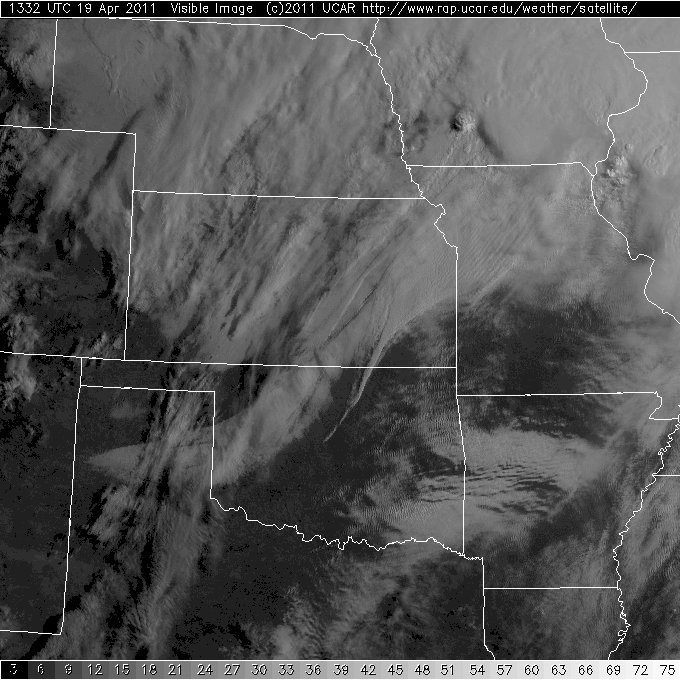 1332 UTC 19 Apr 2011 Visible Image (c)2011 UCAR http://www.rap.ucar.edu/weather/satellite/
3 6 9 12 15 18 21 24 27 30 33 36 39 42 45 48 51 54 57 60 63 66 69 72 75